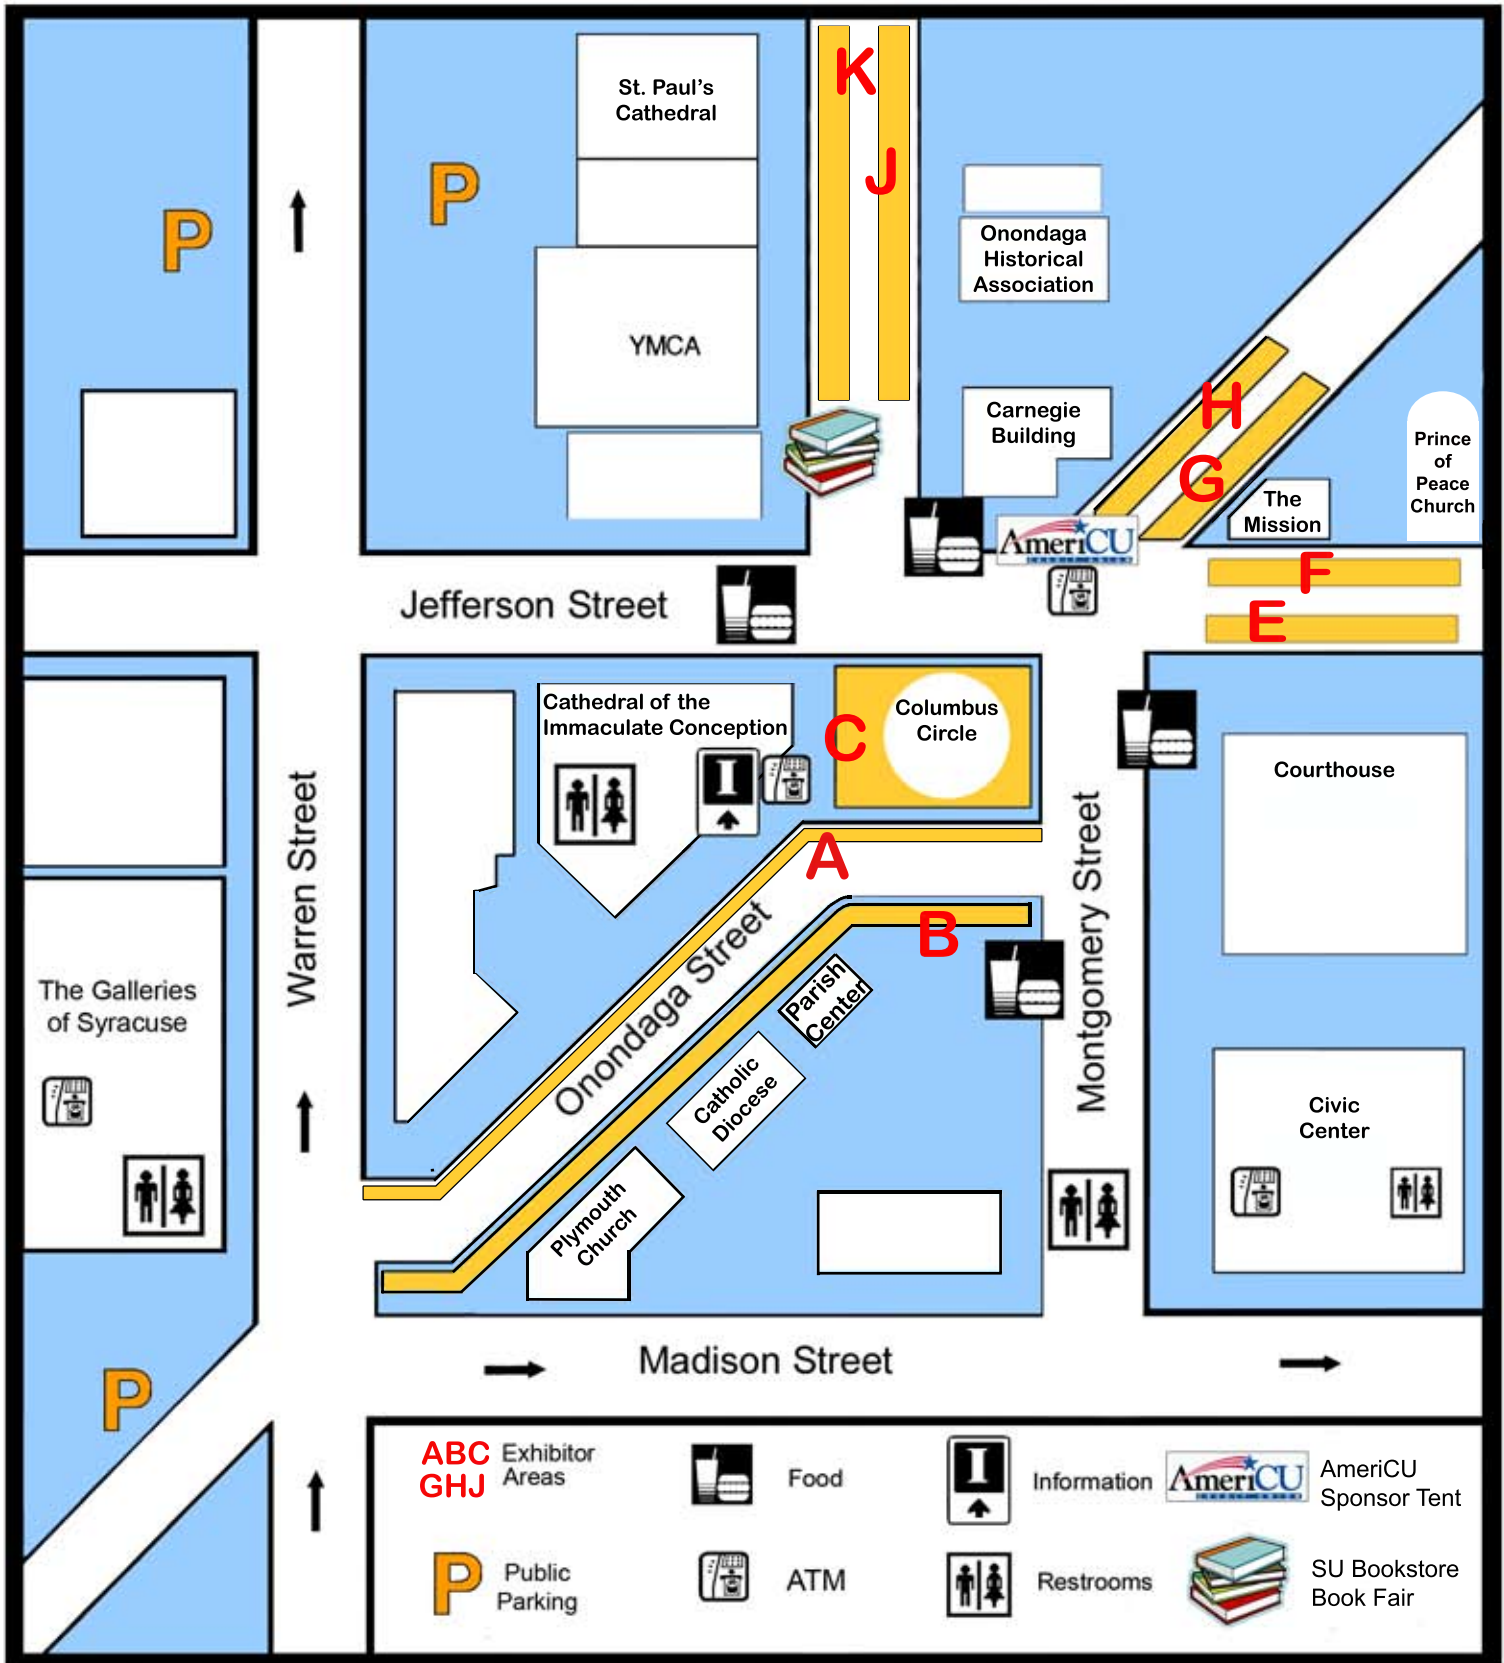 K
J
St. Paul's
Cathedral
P
P
Onondaga
Historical
Association
YMCA
H
G
Carnegie
Building
Prince
of
Peace
Church
The
Mission
AmeriCU
F
E
Jefferson Street
Cathedral of the
Immaculate Conception
I
C
Columbus
Circle
Courthouse
A
B
Warren Street
Onondaga Street
Montgomery Street
The Galleries
of Syracuse
Parish
Center
Catholic
Diocese
Plymouth
Church
Civic
Center
Madison Street
P
ABC
GHJ
Exhibitor
Areas
Food
I
Information
AmeriCU
AmeriCU
Sponsor Tent
P
Public
Parking
ATM
Restrooms
SU Bookstore
Book Fair